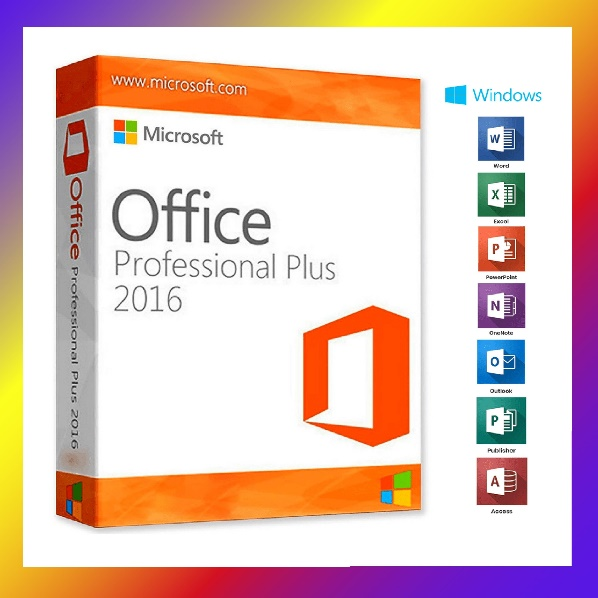 www.microsoft.com
Microsoft
Office
Professional Plus
2016
Office Professional Plus 2016
Windows
W
Word
X
Excel
P
PowerPoint
N
OneNote
O
Outlook
P
Publisher
A
Access